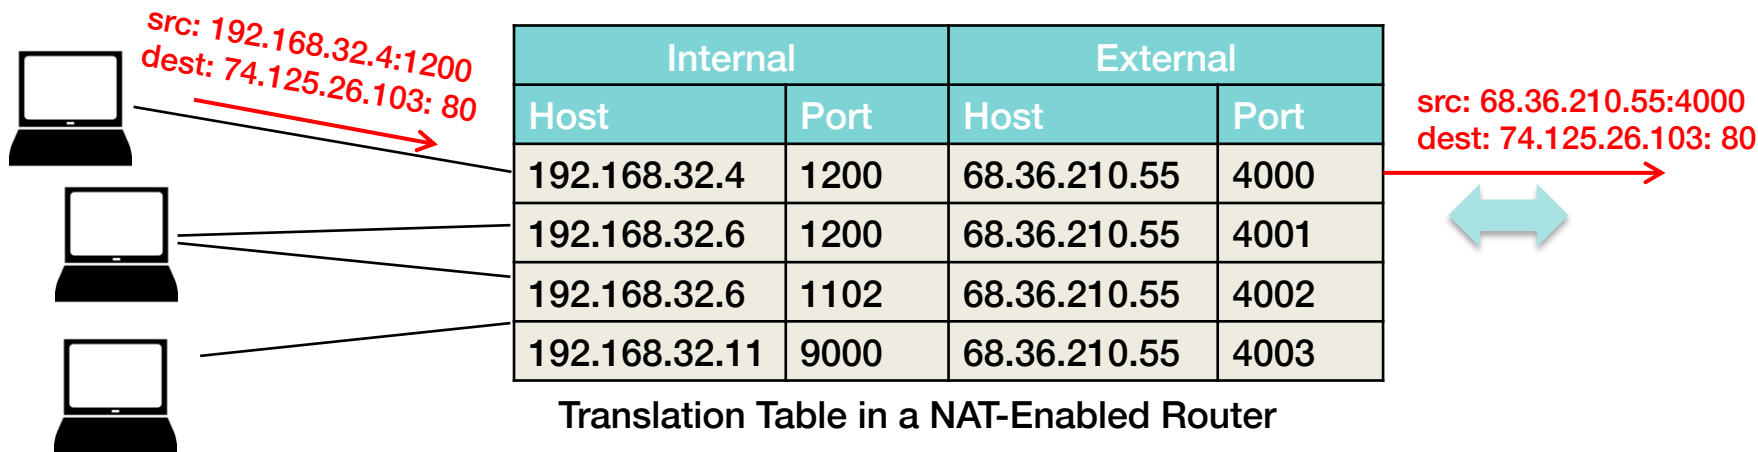 src: 192.168.32.4:1200
dest: 74.125.26.103: 80
Internal External
Host Port Host Port
192.168.32.4 1200 68.36.210.55 4000
192.168.32.6 1200 68.36.210.55 4001
192.168.32.6 1102 68.36.210.55 4002
192.168.32.11 9000 68.36.210.55 4003
src: 68.36.210.55:4000
dest: 74.125.26.103: 80
Translation Table in a NAT-Enabled Router